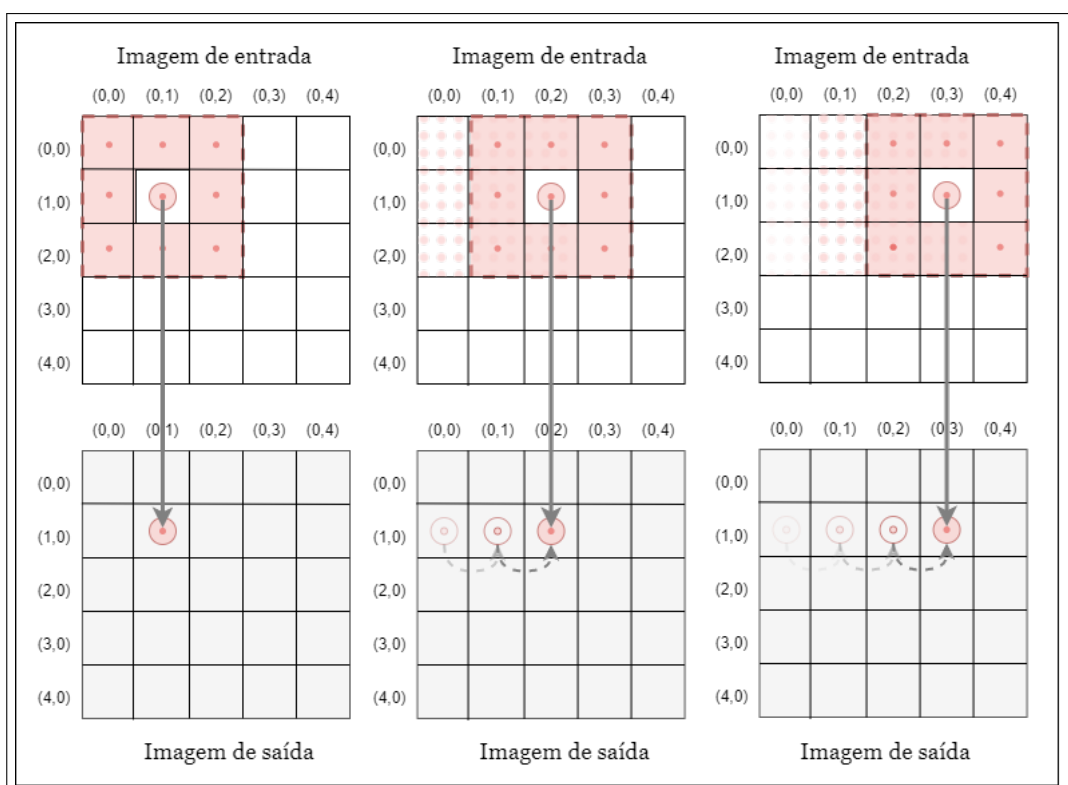 Imagem de entrada Imagem de entrada Imagem de entrada
(0,0) (0,1) (0,2) (0,3) (0,4) (0,0) (0,1) (0,2) (0,3) (0,4) (0,0) (0,1) (0,2) (0,3) (0,4)
(0,0) (0,0) (0,0)
(1,0) (1,0) (1,0)
(2,0) (2,0) (2,0)
(3,0) (3,0) (3,0)
(4,0) (4,0) (4,0)
(0,0) (0,1) (0,2) (0,3) (0,4) (0,0) (0,1) (0,2) (0,3) (0,4) (0,0) (0,1) (0,2) (0,3) (0,4)
(0,0) (0,0) (0,0)
(1,0) (1,0) (1,0)
(2,0) (2,0) (2,0)
(3,0) (3,0) (3,0)
(4,0) (4,0) (4,0)
Imagem de saída Imagem de saída Imagem de saída